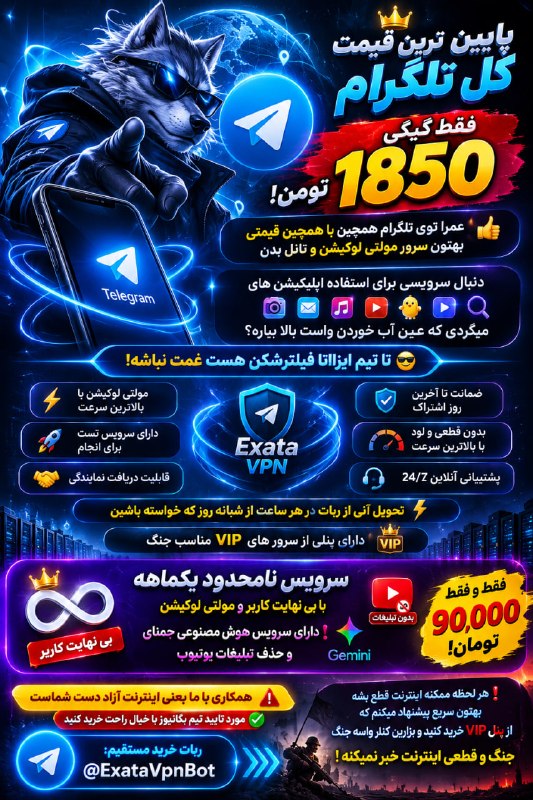 پایین ترین قیمت
کل تلگرام
فقط گیگی
1850
تومن!
عمرا توی تلگرام همچین با همچین قیمتی
بهتون سرور مولتی لوکیشن و تانل بدن
Telegram
دنبال سرویسی برای استفاده اپلیکیشن های
میگردی که عین آب خوردن واست بالا بیاره؟
تا تیم ایزااتا فیلترشکن هست غمت نباشه!
ضمانت تا آخرین
روز اشتراک
مولتی لوکیشن با
بالاترین سرعت
بدون قطعی و لود
با بالاترین سرعت
دارای سرویس تست
برای انجام
پشتیبانی آنلاین 24/7
قابلیت دریافت نمایندگی
Exata
VPN
تحویل آنی از ربات در هر ساعت از شبانه روز که خواسته باشین
دارای پنلی از سرور های VIP مناسب جنگ
VIP
سرویس نامحدود یکماهه
با بی نهایت کاربر و مولتی لوکیشن
دارای سرویس هوش مصنوعی جمنای
و حذف تبلیغات یوتیوب
بی نهایت کاربر
بدون تبلیغات
Gemini
فقط و فقط
90,000
تومان!
همکاری با ما یعنی اینترنت آزاد دست شماست
مورد تایید تیم بگانیوز با خیال راحت خرید کنید
ربات خرید مستقیم:
@ExataVpnBot
هر لحظه ممکنه اینترنت قطع بشه
بهتون سریع پیشنهاد میکنم که
از پنل VIP خرید کنید و بزارین کنار واسه جنگ
جنگ و قطعی اینترنت خبر نمیکنه!